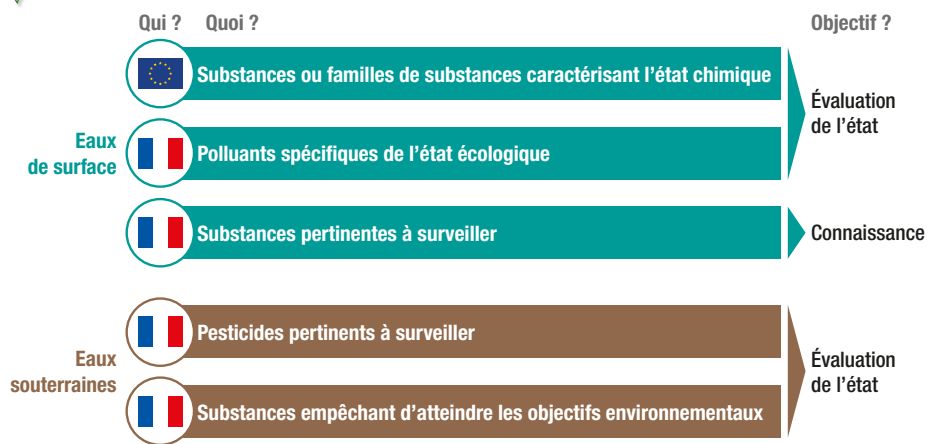 Qui ? Quoi ? Objectif ?
Substances ou familles de substances caractérisant l'état chimique
Évaluation
de l'état
Eaux
de surface
Polluants spécifiques de l'état écologique
Substances pertinentes à surveiller
Connaissance
Pesticides pertinents à surveiller
Eaux
souterraines
Évaluation
de l'état
Substances empêchant d'atteindre les objectifs environnementaux